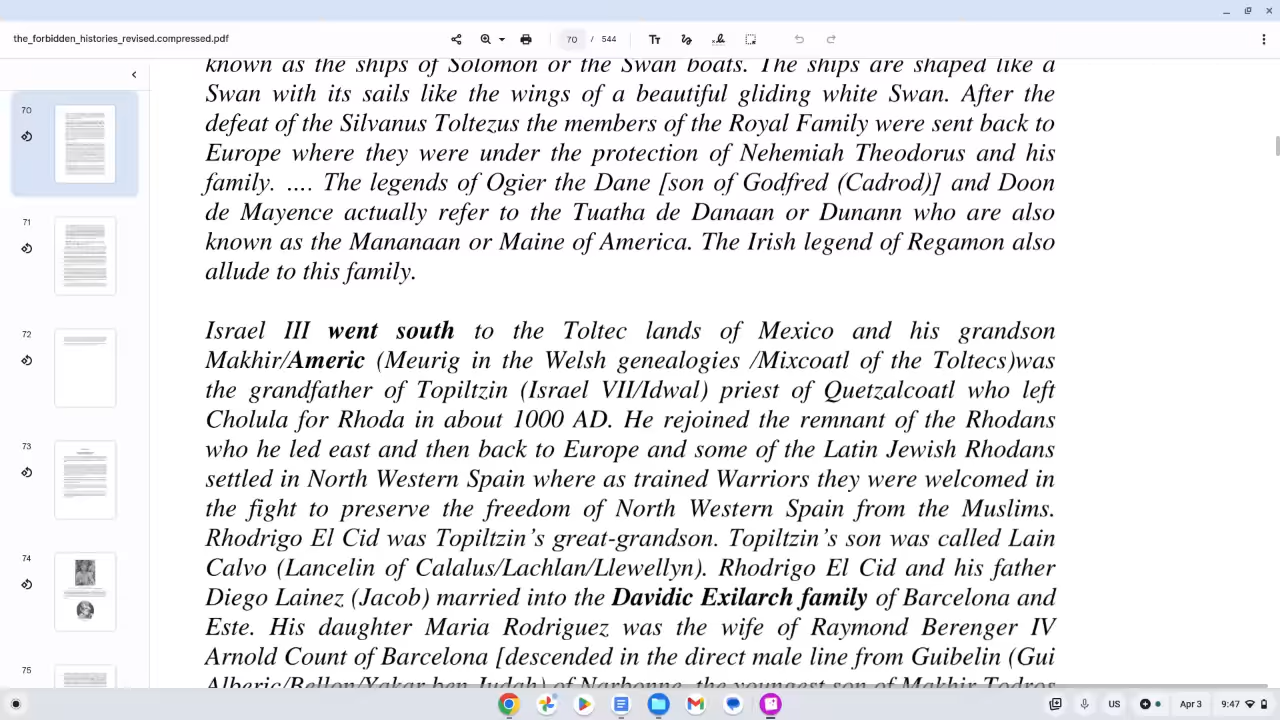 the_forbidden_histories_revised.compressed.pdf
70 / 544
known as the ships of Solomon or the Swan boats. The ships are shaped like a
Swan with its sails like the wings of a beautiful gliding white Swan. After the
defeat of the Silvanus Toltezus the members of the Royal Family were sent back to
Europe where they were under the protection of Nehemiah Theodorus and his
family. …. The legends of Ogier the Dane [son of Godfred (Cadrod)] and Doon
de Mayence actually refer to the Tuatha de Danaan or Dunann who are also
known as the Mananaan or Maine of America. The Irish legend of Regamon also
allude to this family.
Israel III went south to the Toltec lands of Mexico and his grandson
Makhir/Americ (Meurig in the Welsh genealogies /Mixcoatl of the Toltecs)was
the grandfather of Topiltzin (Israel VII/Idwal) priest of Quetzalcoatl who left
Cholula for Rhoda in about 1000 AD. He rejoined the remnant of the Rhodans
who he led east and then back to Europe and some of the Latin Jewish Rhodans
settled in North Western Spain where as trained Warriors they were welcomed in
the fight to preserve the freedom of North Western Spain from the Muslims.
Rhodrigo El Cid was Topiltzin’s great-grandson. Topiltzin’s son was called Lain
Calvo (Lancelin of Calalus/Lachlan/Llewellyn). Rhodrigo El Cid and his father
Diego Lainez (Jacob) married into the Davidic Exilarch family of Barcelona and
Este. His daughter Maria Rodriguez was the wife of Raymond Berenger IV
Arnold Count of Barcelona [descended in the direct male line from Guibelin (Gui
Alberic/Bellon/Yakar ben Judah) of Narbonne, the youngest son of Makhir Todros
70
71
72
73
74
75
US
Apr 3
9:47